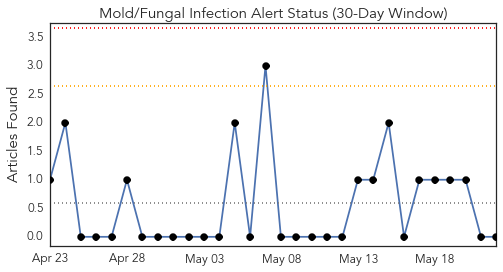 Mold/Fungal Infection Alert Status (30-Day Window)
Articles Found
3.5
3.0
2.5
2.0
1.5
1.0
0.5
0.0
Apr 23 Apr 28 May 03 May 08 May 13 May 18